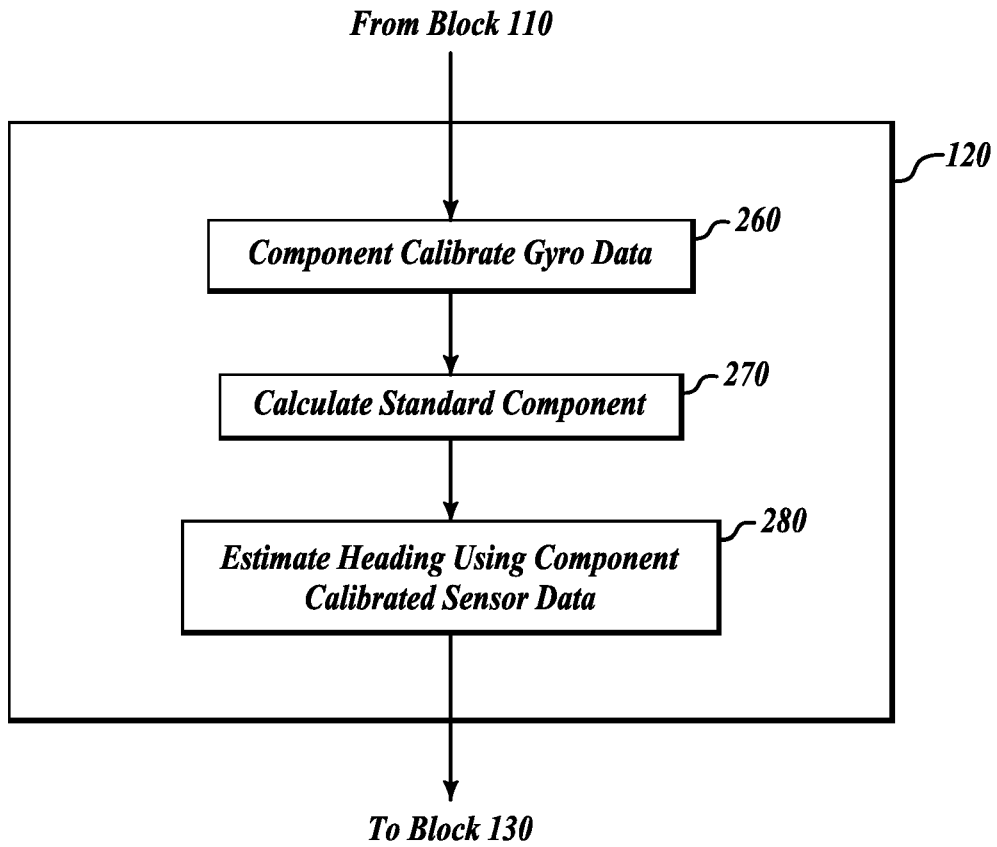 From Block 110
120
260
Component Calibrate Gyro Data
270
Calculate Standard Component
280
Estimate Heading Using Component
Calibrated Sensor Data
To Block 130